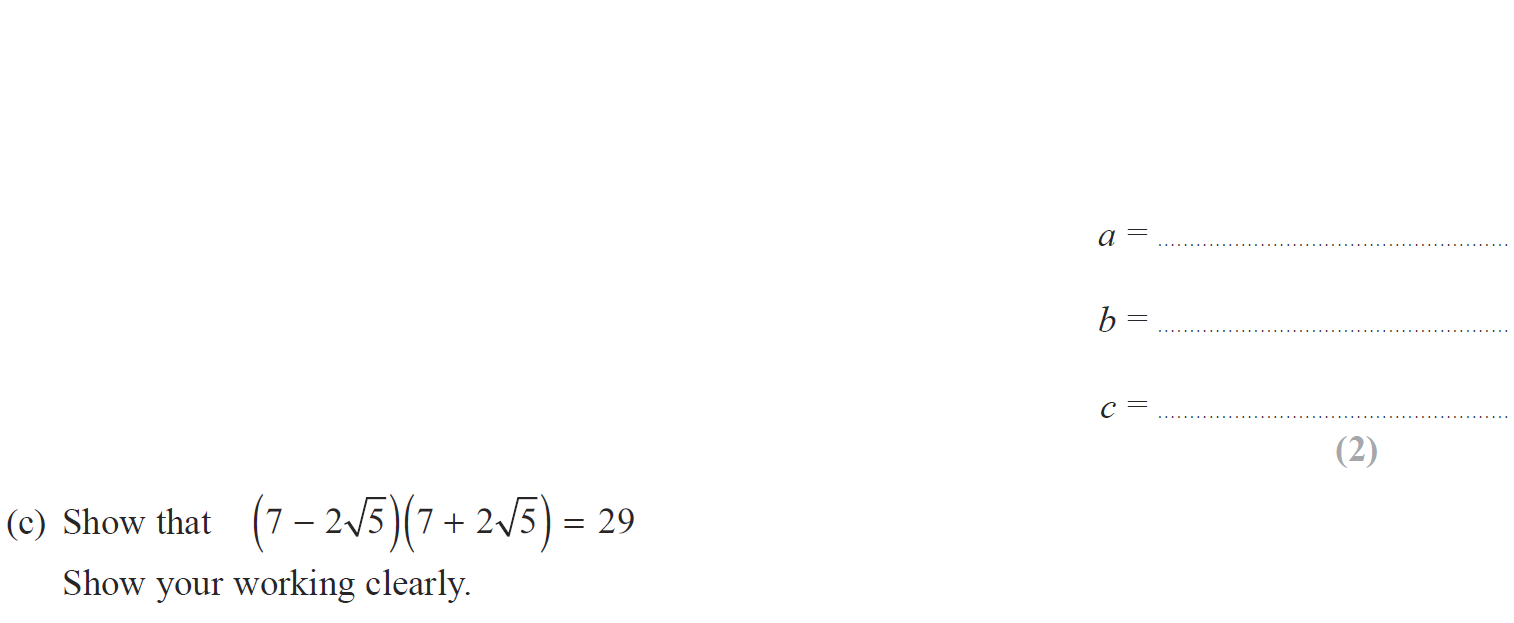 a = ........................................................
b = ........................................................
c = ........................................................
(2)
(c) Show that (7 − 2√5)(7 + 2√5) = 29
Show your working clearly.